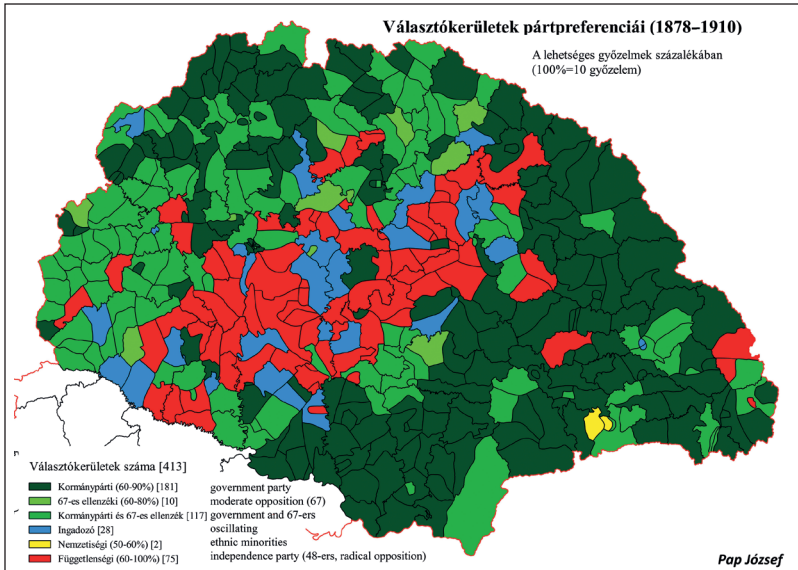 Választókerületek pártpreferenciái (1878–1910)
A lehetséges győzelmek százalékában
(100%=10 győzelem)
Választókerületek száma [413]
Kormánypárti (60-90%) [181] government party
67-es ellenzéki (60-80%) [10] moderate opposition (67)
Kormánypárti és 67-es ellenzék [117] government and 67-ers
Ingadozó [28] oscillating
Nemzetiségi (50-60%) [2] ethnic minorities
Függetlenségi (60-100%) [75] independence party (48-ers, radical opposition)
Pap József